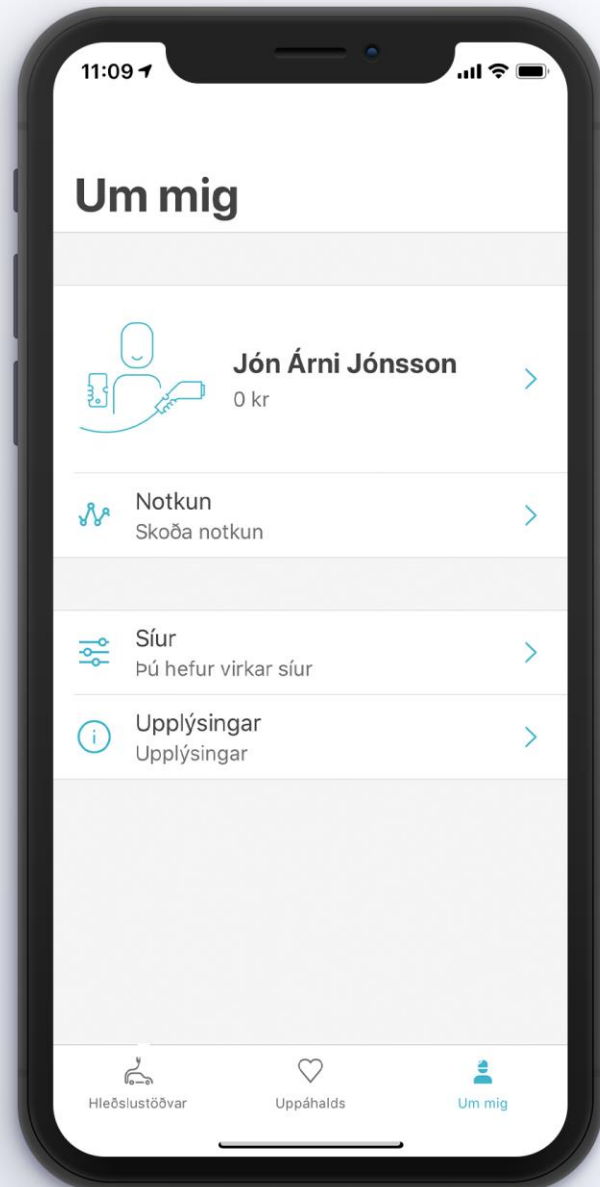 11:09
Um mig
Jón Árni Jónsson
0 kr
Notkun
Skoða notkun
Síur
Þú hefur virkar síur
Upplýsingar
Upplýsingar
Hleðslustöðvar
Uppáhalds
Um mig